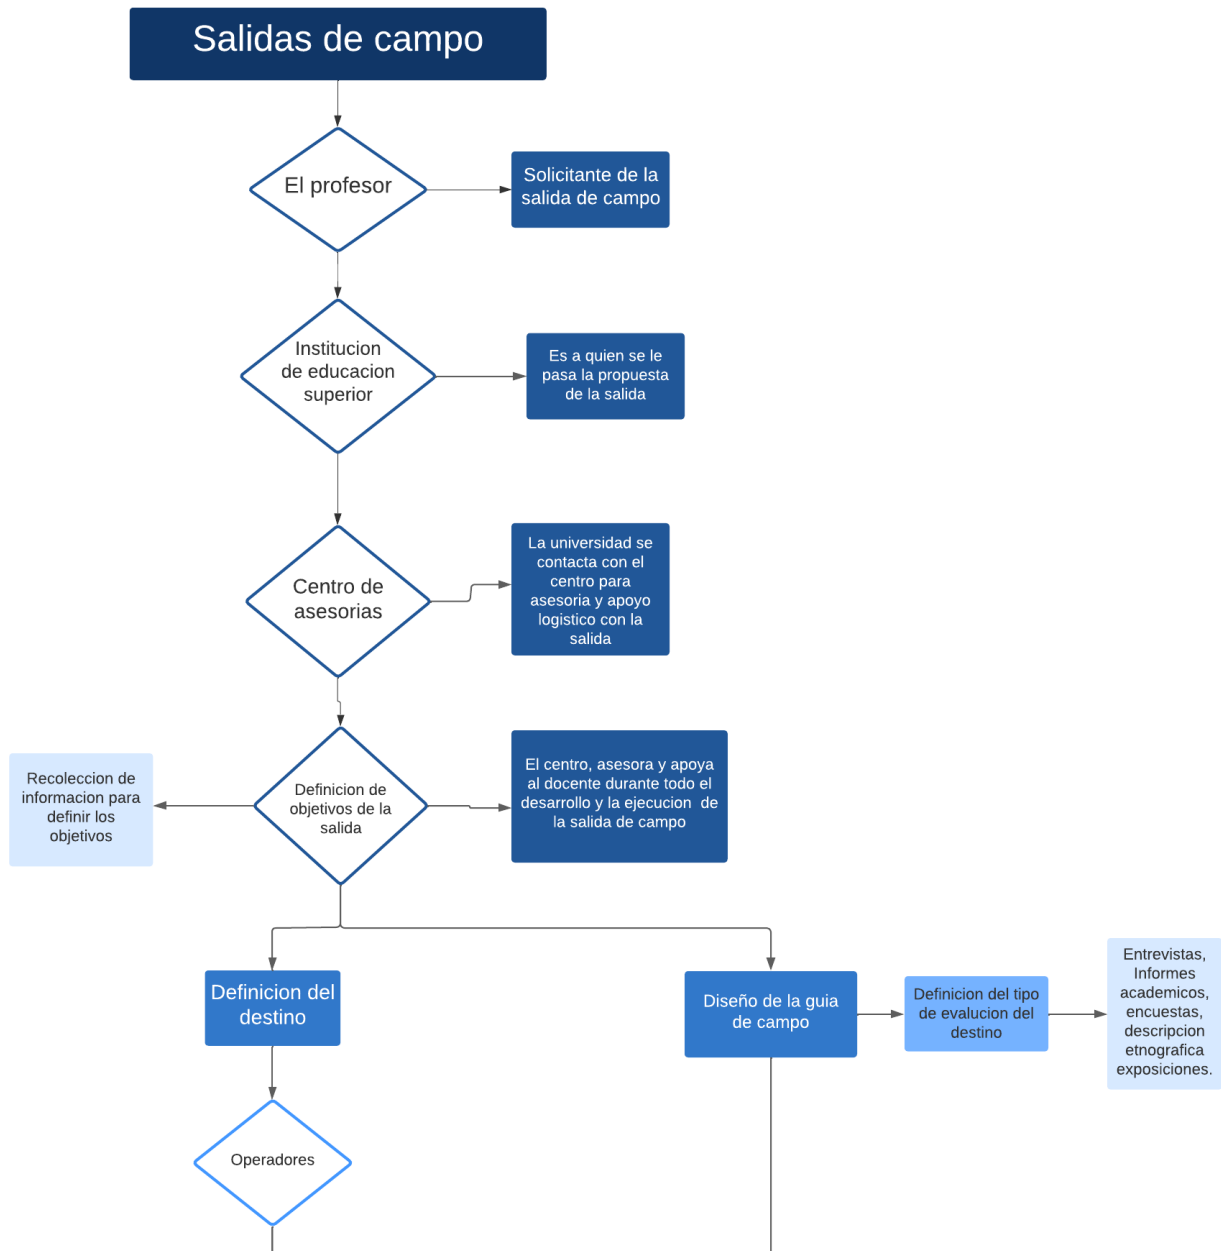 Salidas de campo
El profesor
Solicitante de la
salida de campo
Institucion
de educacion
superior
Es a quien se le
pasa la propuesta
de la salida
Centro de
asesorias
La universidad se
contacta con el
centro para
asesoria y apoyo
logistico con la
salida
Recoleccion de
informacion para
definir los
objetivos
Definicion de
objetivos de la
salida
El centro, asesora y apoya
al docente durante todo el
desarrollo y la ejecucion de
la salida de campo
Definicion del
destino
Diseño de la guia
de campo
Definicion del tipo
de evalucion del
destino
Entrevistas,
Informes
academicos,
encuestas,
descripcion
etnografica
exposiciones.
Operadores